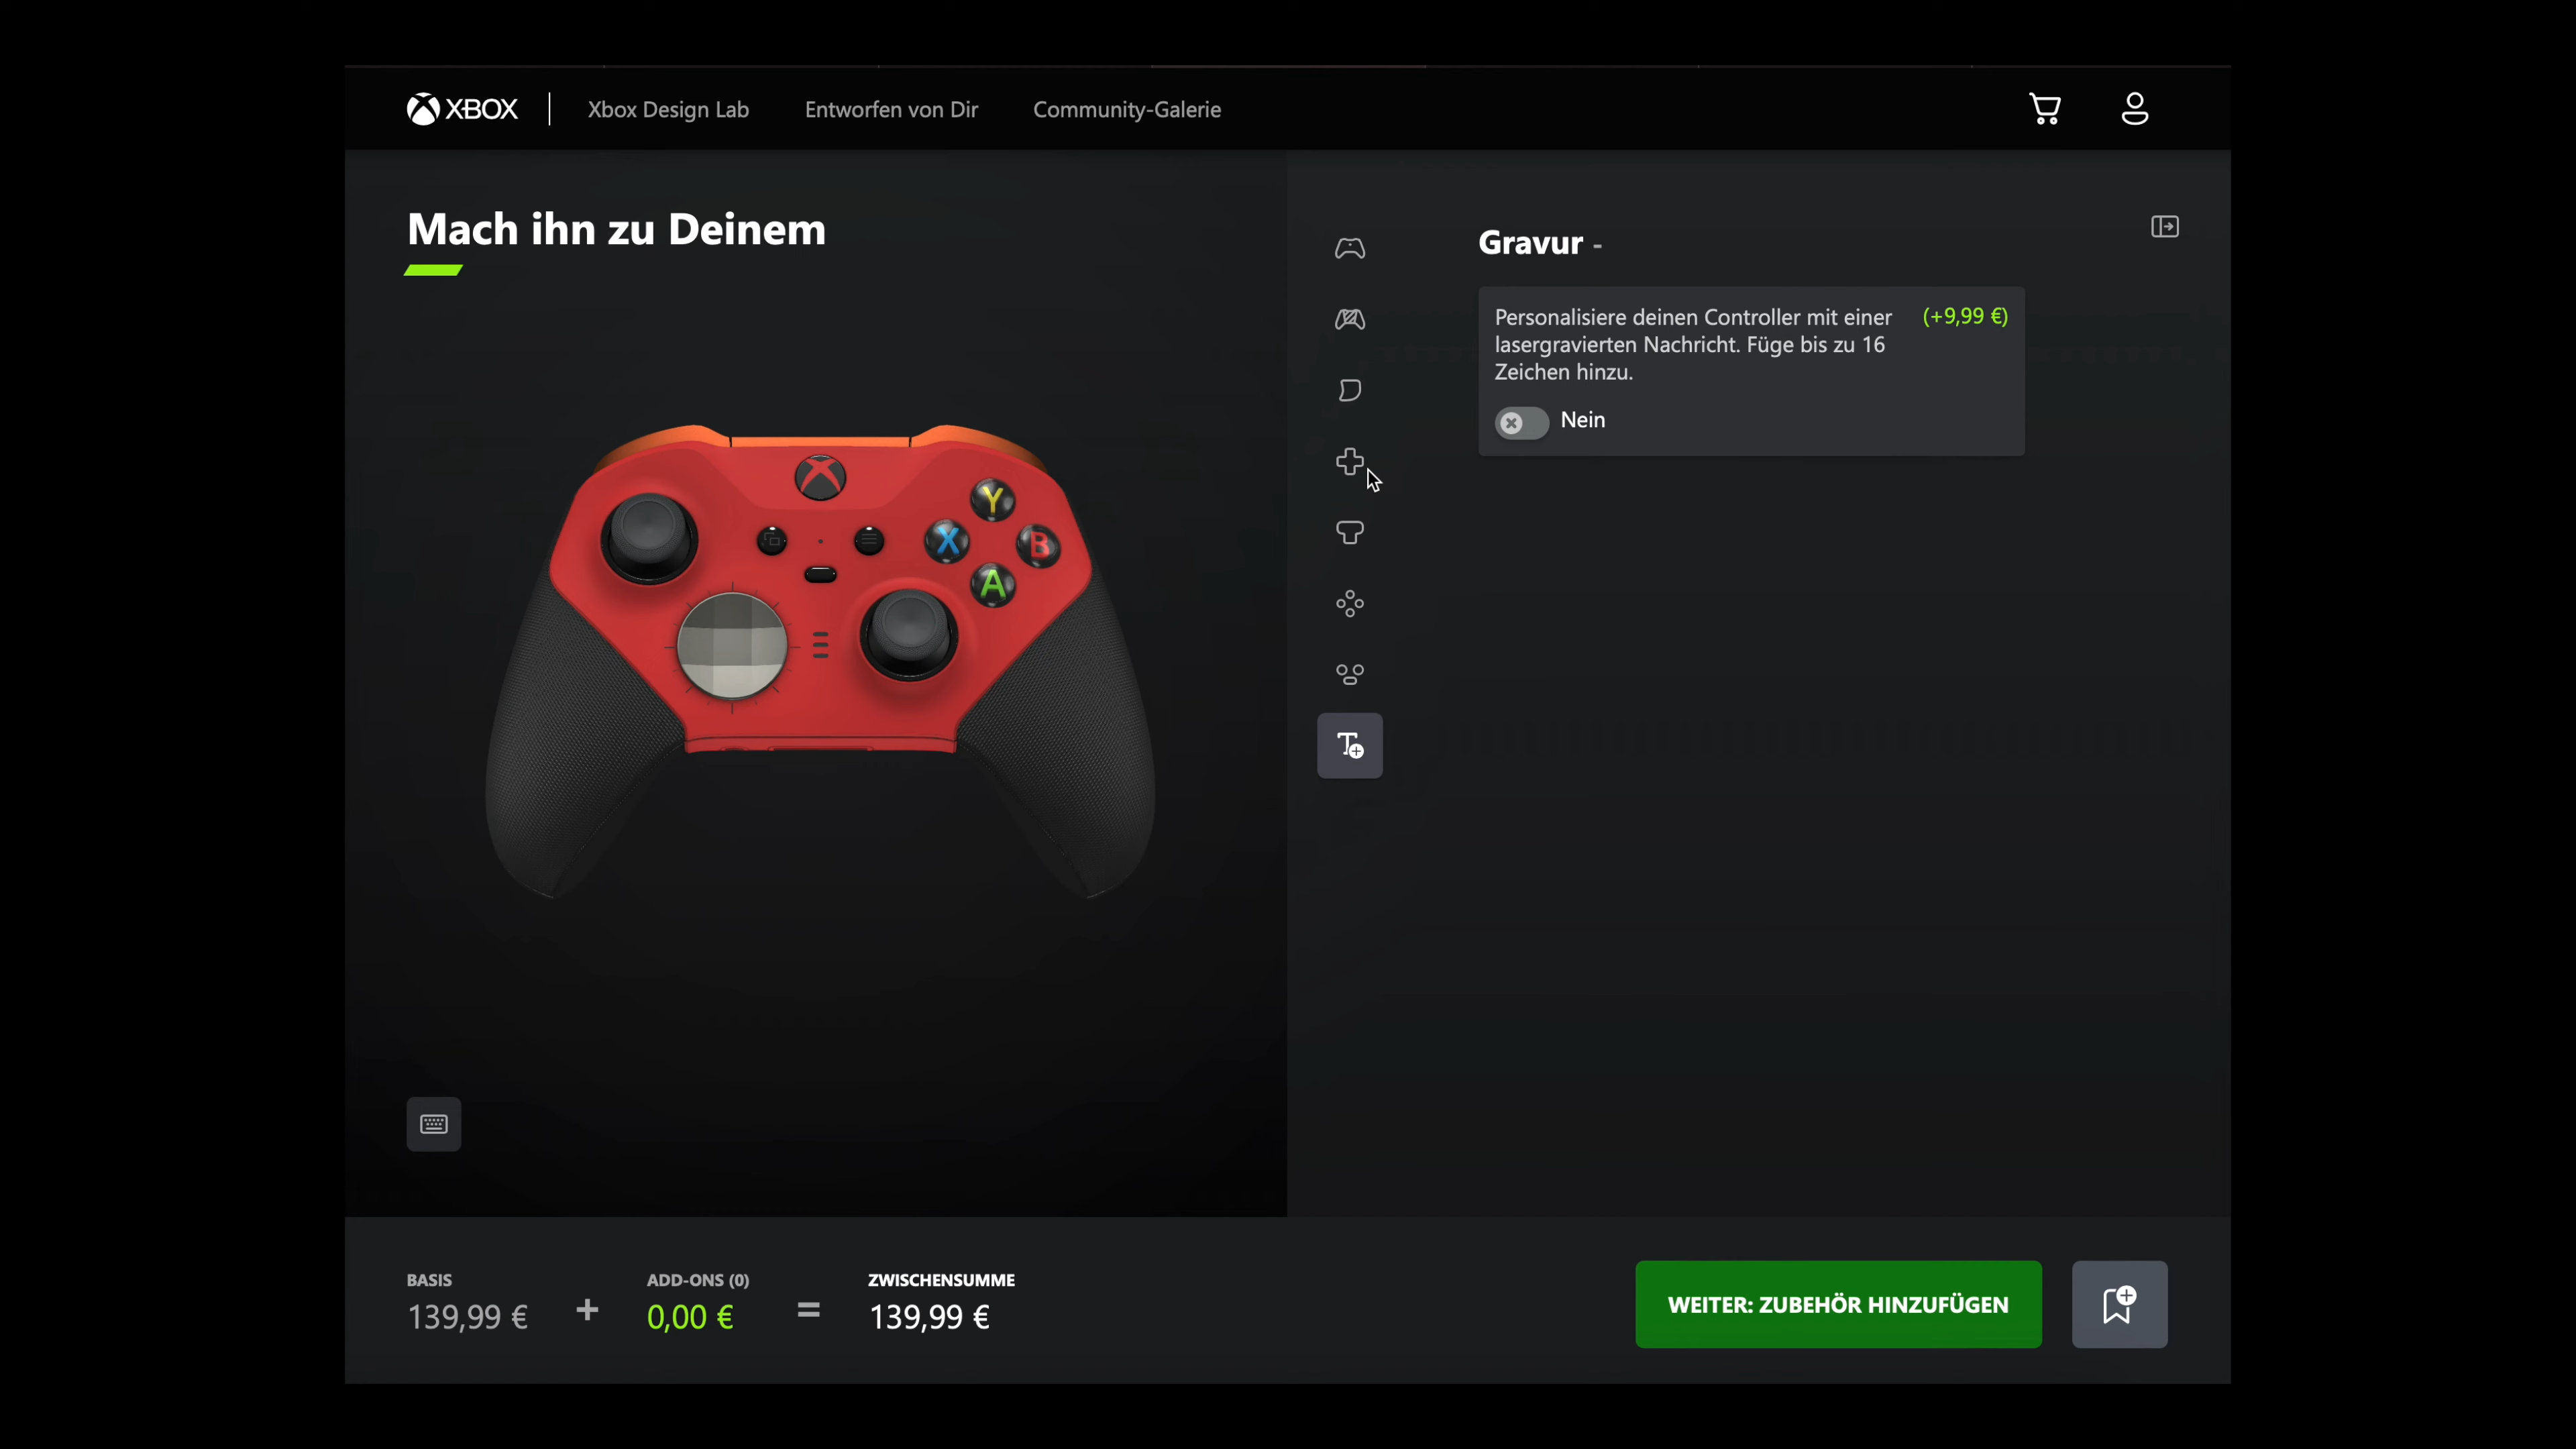 XBOX
Xbox Design Lab
Entworfen von Dir
Community-Galerie
Mach ihn zu Deinem
Y
X
B
A
Gravur -
Personalisiere deinen Controller mit einer
lasergravierten Nachricht. Füge bis zu 16
Zeichen hinzu.
(+9,99 €)
Nein
BASIS
139,99 €
+
ADD-ONS (0)
0,00 €
=
ZWISCHENSUMME
139,99 €
WEITER: ZUBEHÖR HINZUFÜGEN